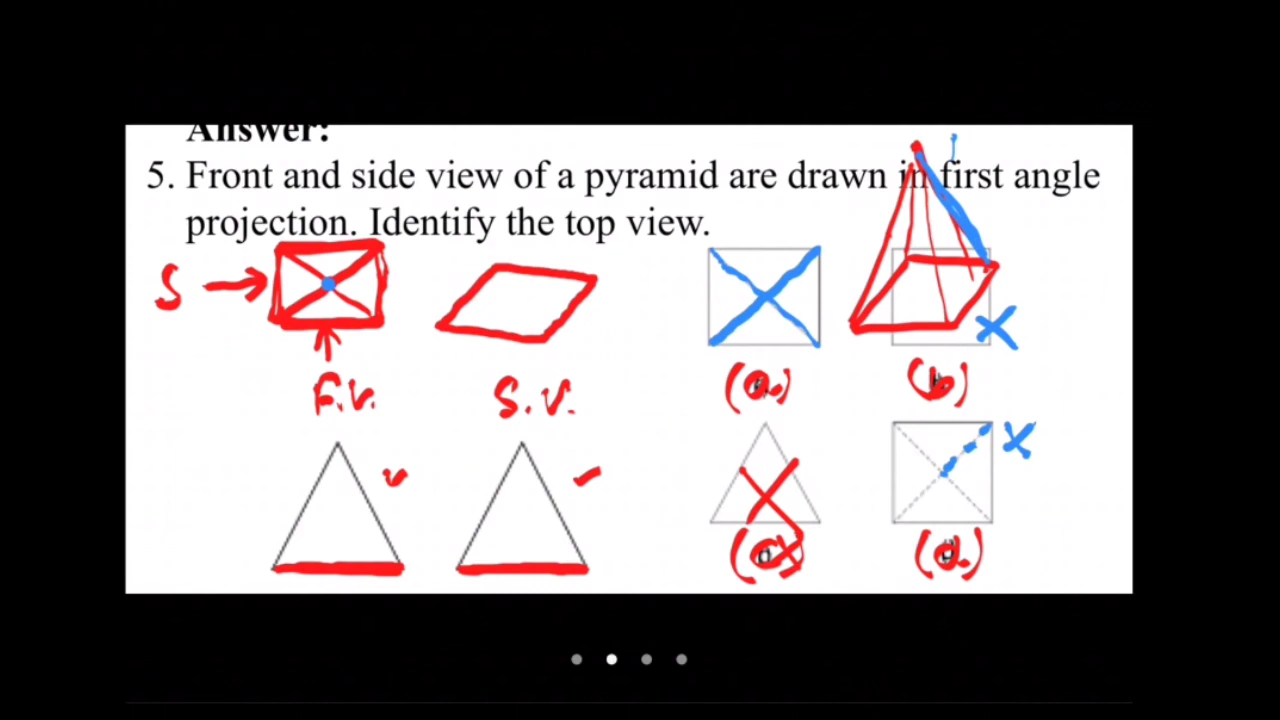 Answer:
5. Front and side view of a pyramid are drawn in first angle
projection. Identify the top view.
S
F.V. S.V. (a.) (b)
(c) (d.)